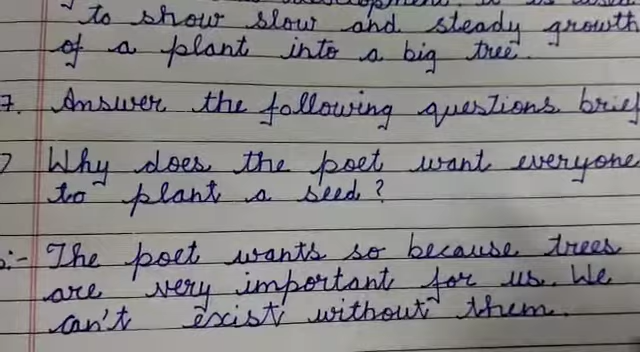 to show slow and steady growth
of a plant into a big tree.
7. Answer the following questions brief
Why does the poet want everyone
to plant a seed?
:- The poet wants so because trees
are very important for us. We
can't exist without them.